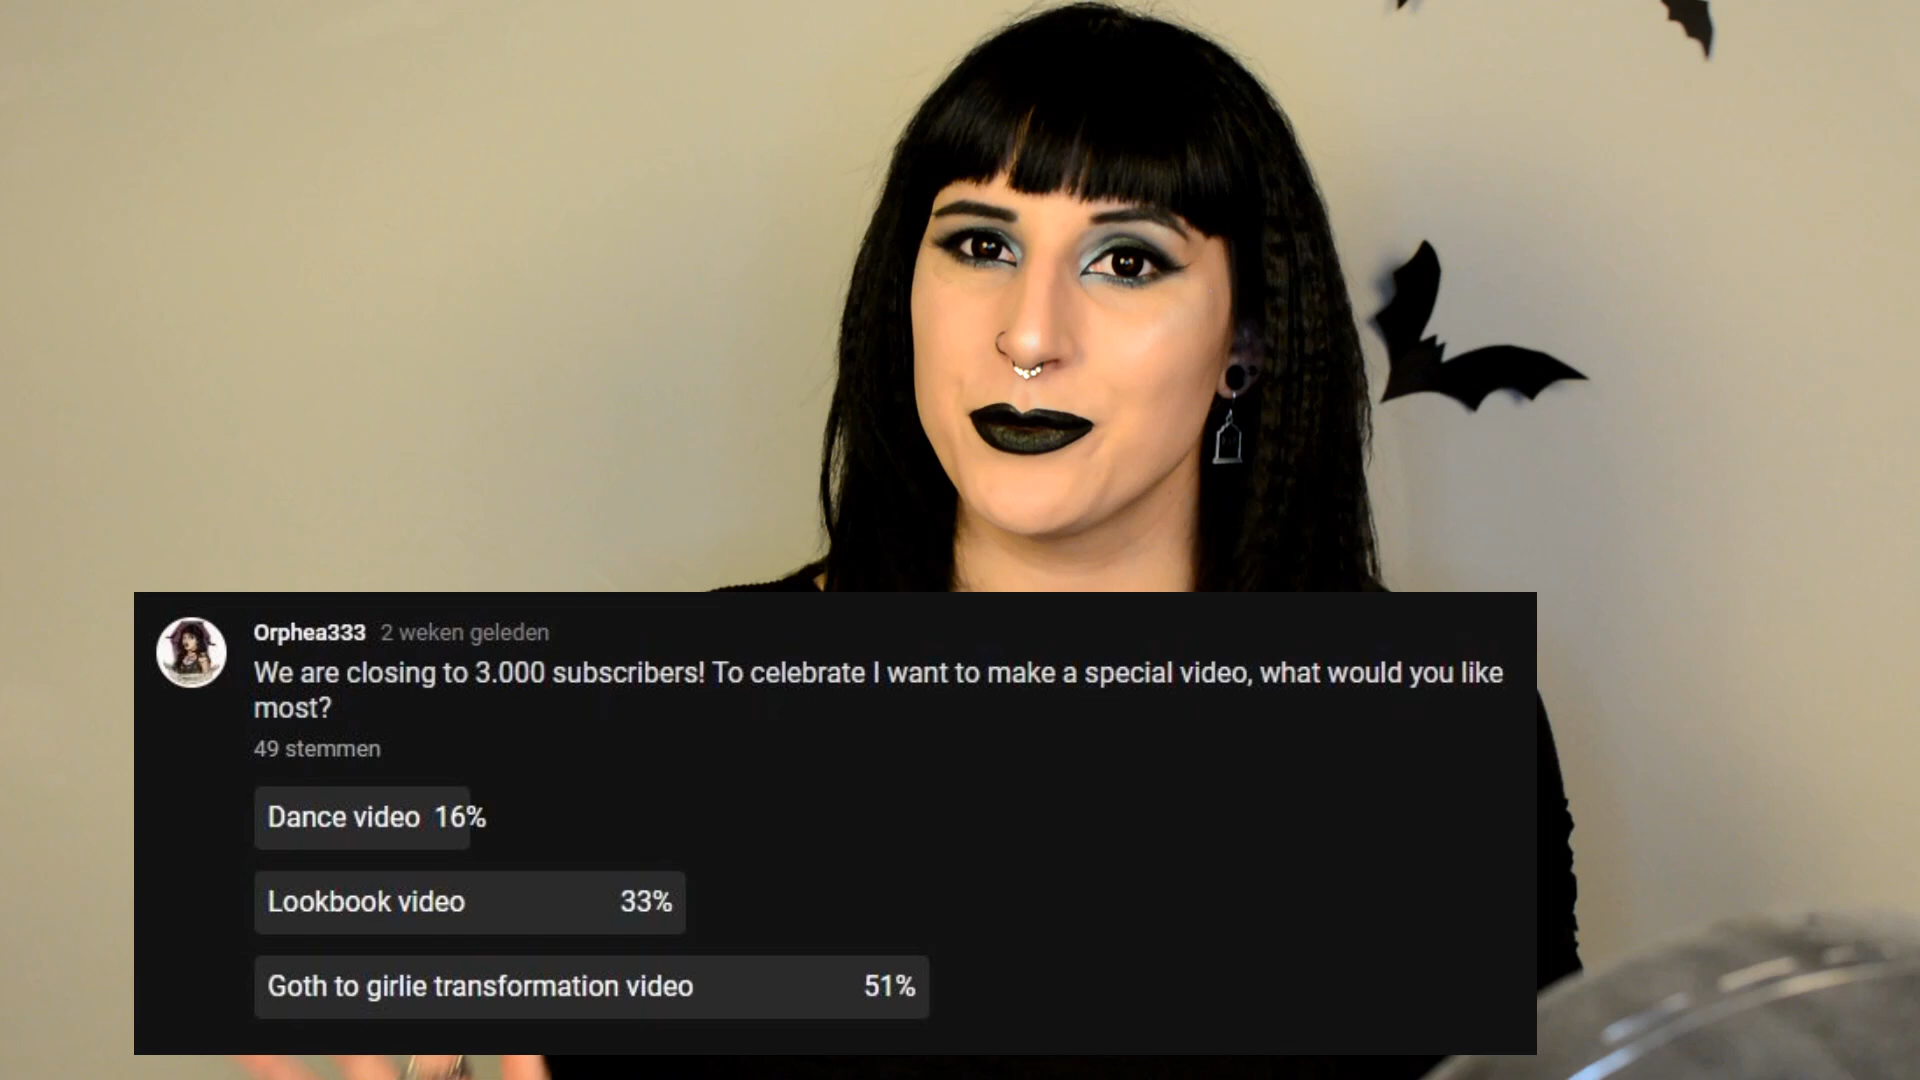 Orphea333 2 weken geleden
We are closing to 3.000 subscribers! To celebrate I want to make a special video, what would you like
most?
49 stemmen
Dance video 16%
Lookbook video 33%
Goth to girlie transformation video 51%